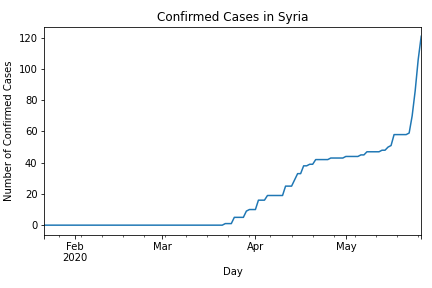 Confirmed Cases in Syria
Number of Confirmed Cases
120
100
80
60
40
20
0
Feb
2020
Mar
Apr
May
Day